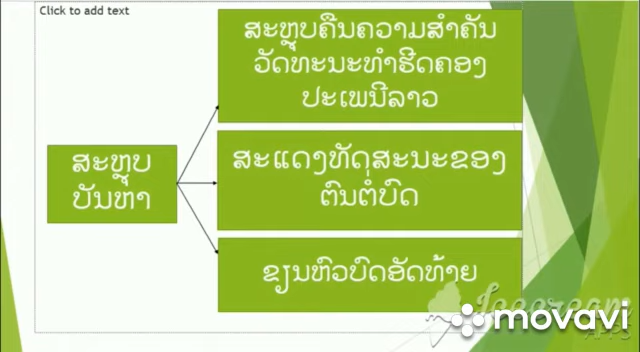 Click to add text
ສະຫຼຸບຄືນຄວາມສຳຄັນ
ວັດທະນະທຳຮີດຄອງ
ປະເພນີລາວ
ສະຫຼຸບ
ບັນຫາ
ສະແດງທັດສະນະຂອງ
ຕົນຕໍ່ບົດ
ຂຽນຫົວບົດອັດທ້າຍ
Icecream
APPS
movavi